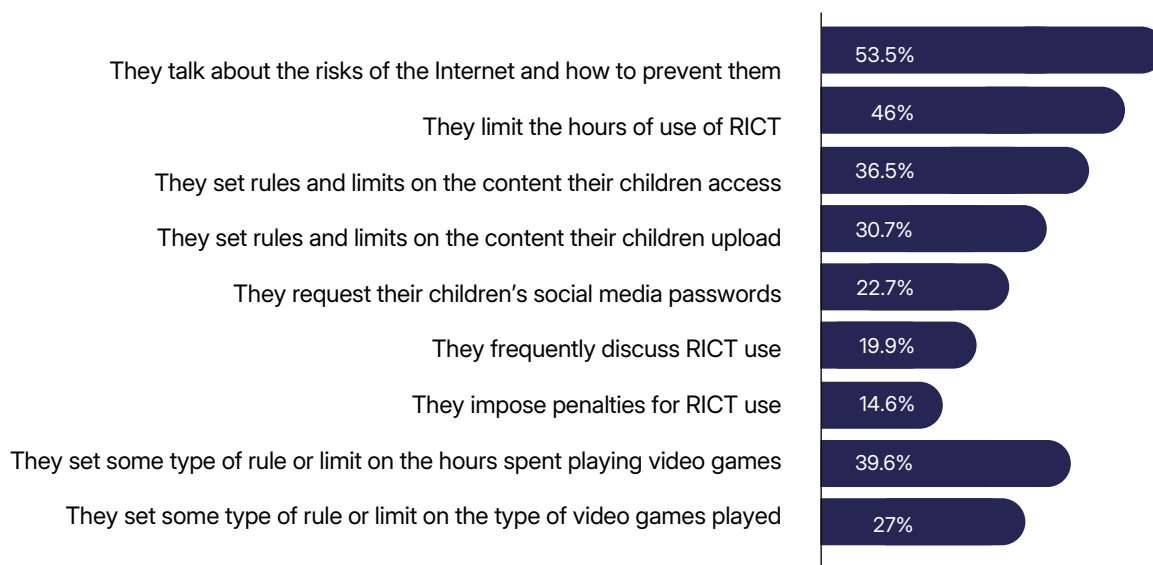 They talk about the risks of the Internet and how to prevent them
53.5%
They limit the hours of use of RICT
46%
They set rules and limits on the content their children access
36.5%
They set rules and limits on the content their children upload
30.7%
They request their children’s social media passwords
22.7%
They frequently discuss RICT use
19.9%
They impose penalties for RICT use
14.6%
They set some type of rule or limit on the hours spent playing video games
39.6%
They set some type of rule or limit on the type of video games played
27%